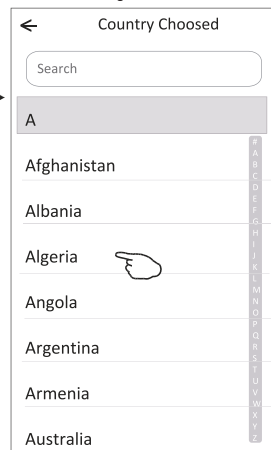 Country Choosed
Search
A
Afghanistan
Albania
Algeria
Angola
Argentina
Armenia
Australia
#
A
B
C
D
E
F
G
H
I
J
K
L
M
N
O
P
Q
R
S
T
U
V
W
X
Y
Z